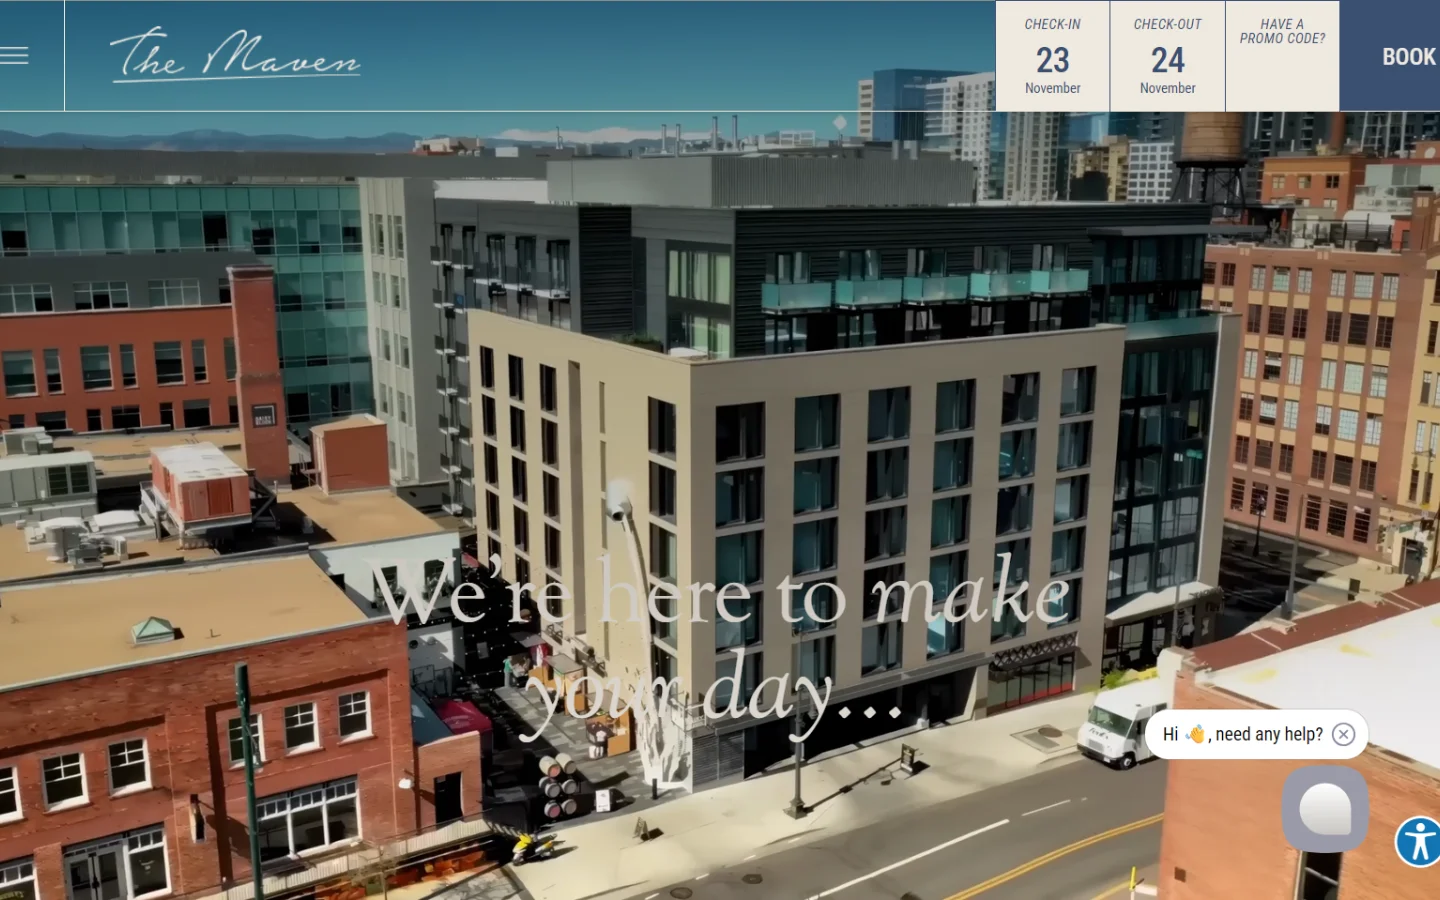 The Maven
CHECK-IN
23
November
CHECK-OUT
24
November
HAVE A
PROMO CODE?
BOOK
We're here to make
your day...
Hi 👋, need any help?